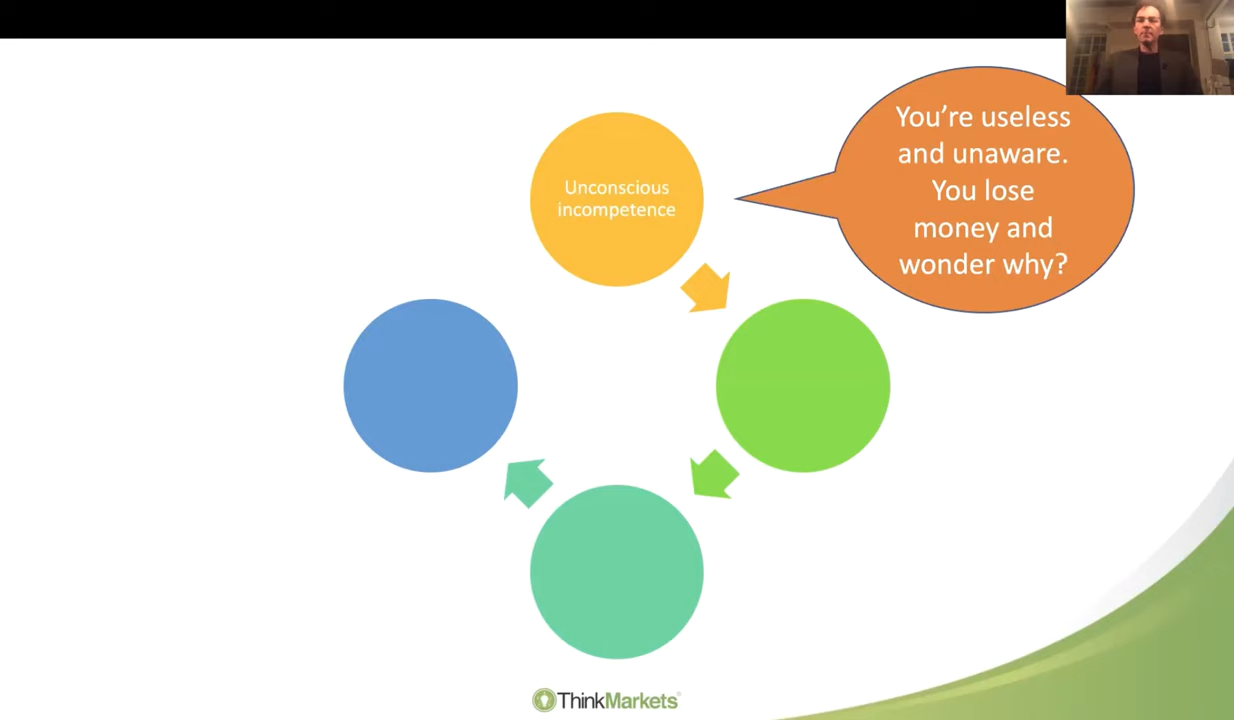 Unconscious
incompetence
You’re useless
and unaware.
You lose
money and
wonder why?
ThinkMarkets